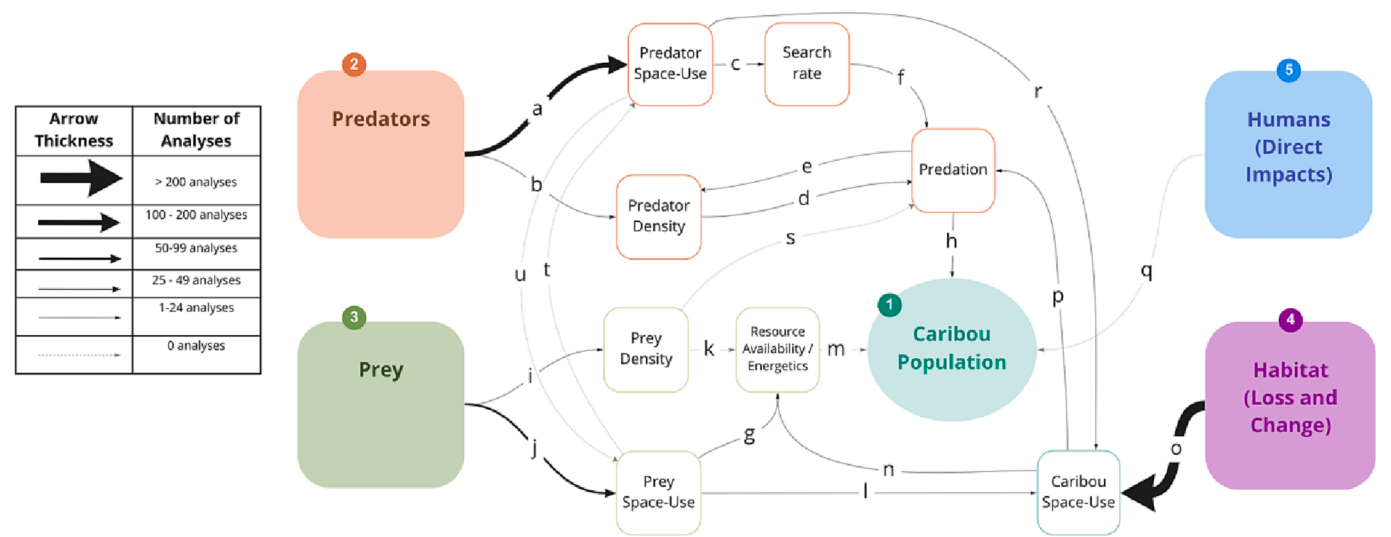 Arrow
Thickness
Number of
Analyses
> 200 analyses
100 - 200 analyses
50-99 analyses
25 - 49 analyses
1-24 analyses
0 analyses
2
Predators
3
Prey
Predator
Space-Use
c
Search
rate
a
b
f
r
Predator
Density
e
d
Predation
s
h
u
t
p
q
i
j
Prey
Density
k
Resource
Availability /
Energetics
m
1
Caribou
Population
g
Prey
Space-Use
l
n
Caribou
Space-Use
o
5
Humans
(Direct
Impacts)
4
Habitat
(Loss and
Change)